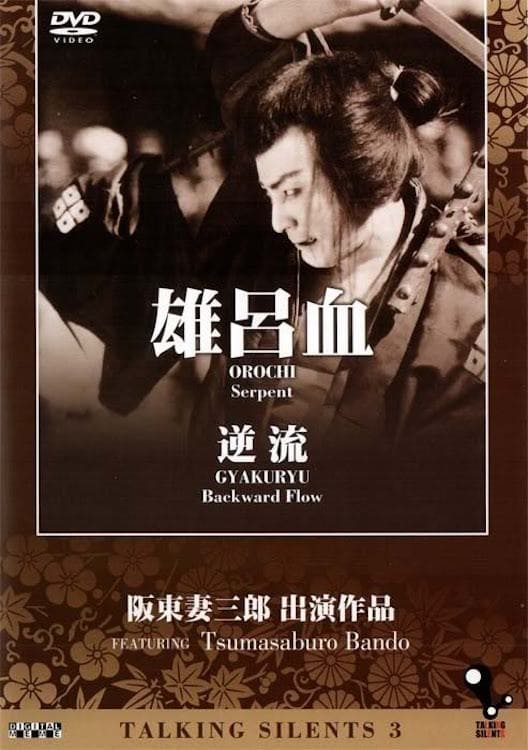 DVD
VIDEO
雄呂血
OROCHI
Serpent
逆流
GYAKURYU
Backward Flow
阪東妻三郎 出演作品
FEATURING Tsumasaburo Bando
DIGITAL
MEME
TALKING SILENTS 3
TALKING
SILENTS